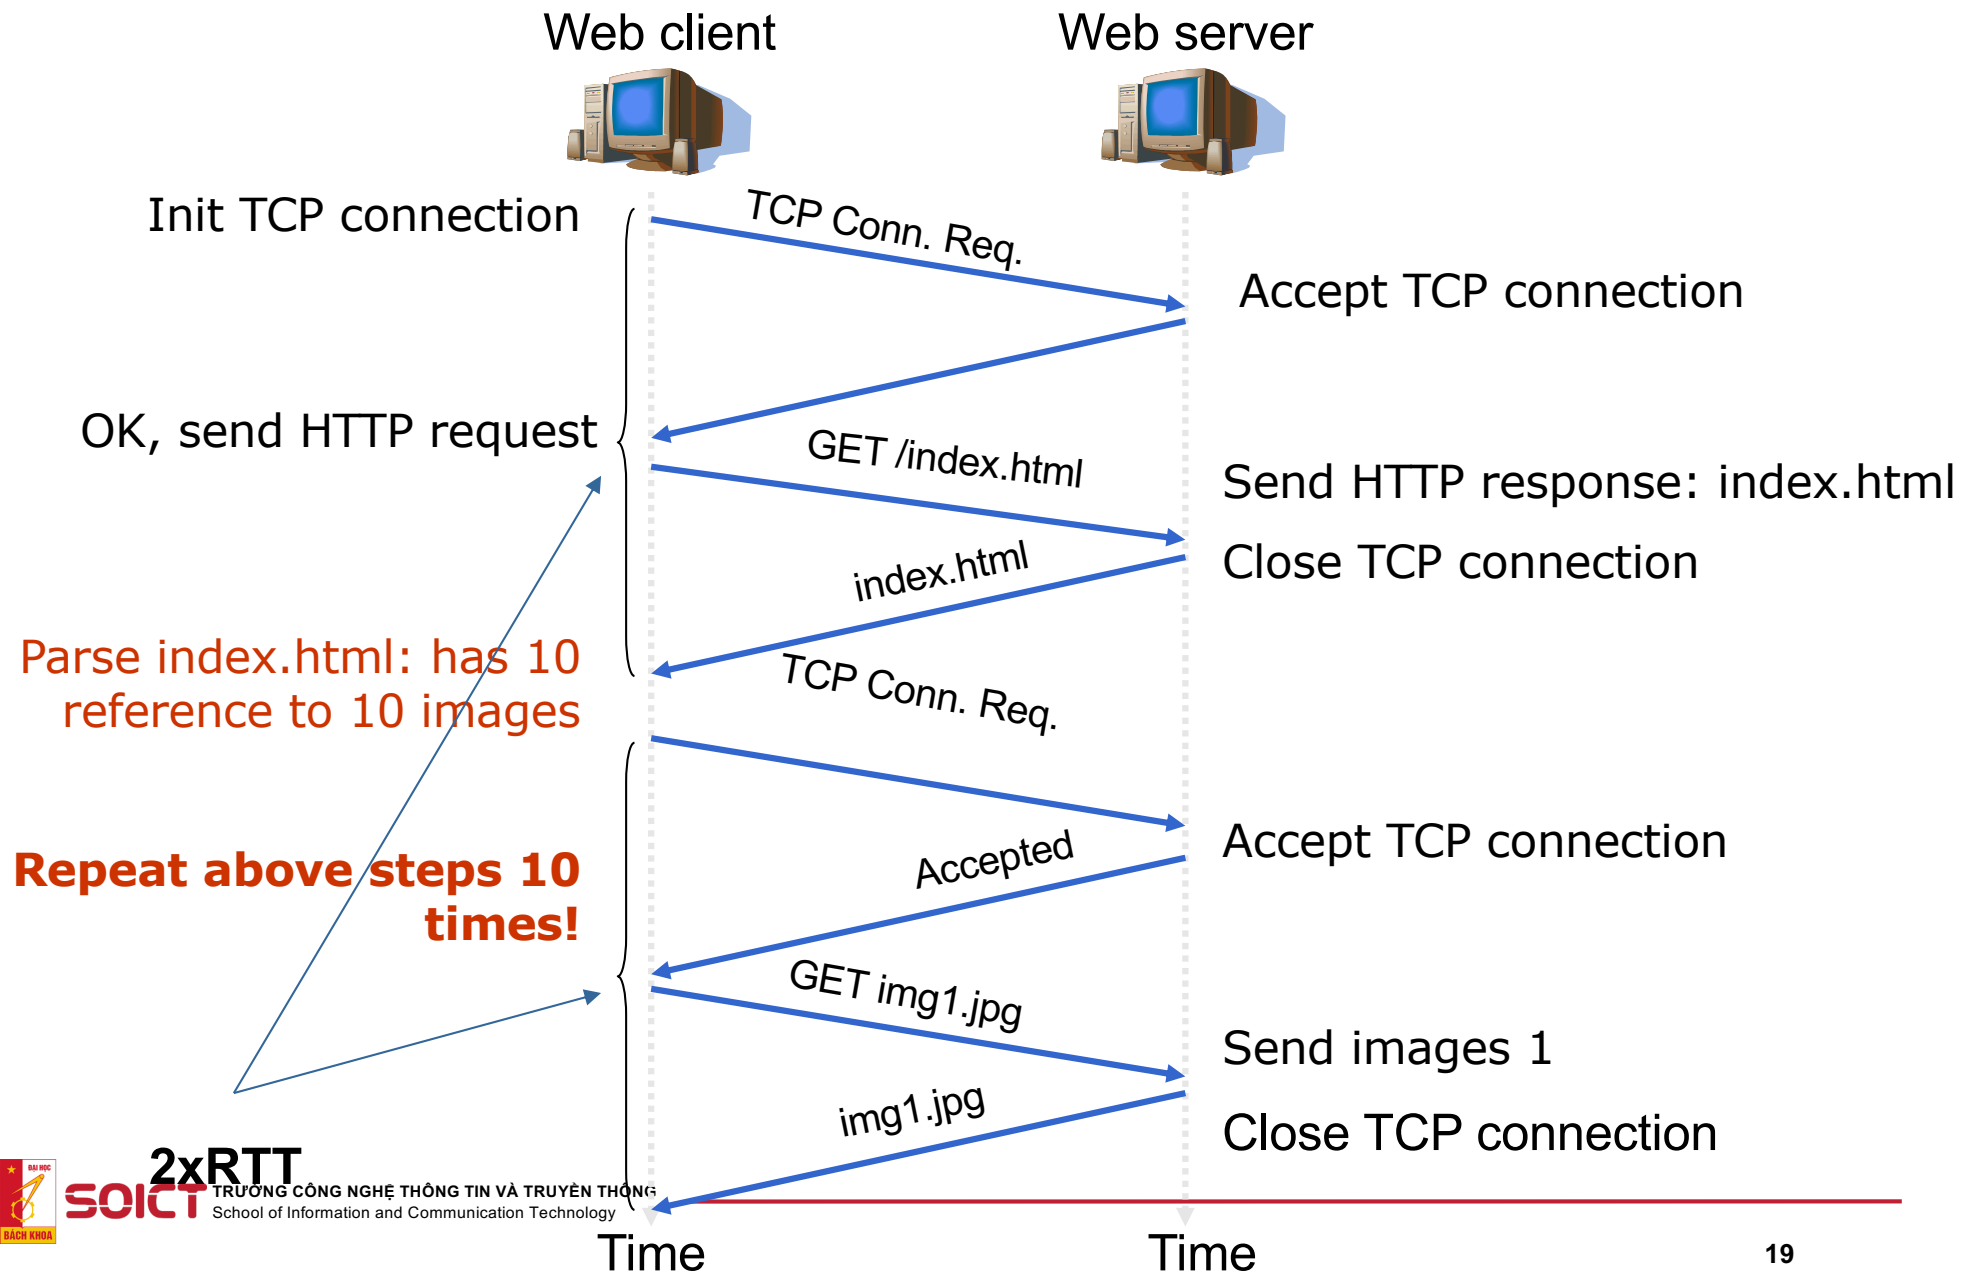 Web client
Web server
Init TCP connection
TCP Conn. Req.
Accept TCP connection
OK, send HTTP request
GET /index.html
Send HTTP response: index.html
index.html
Close TCP connection
Parse index.html: has 10
reference to 10 images
TCP Conn. Req.
Accept TCP connection
Accepted
Repeat above steps 10
times!
GET img1.jpg
Send images 1
img1.jpg
Close TCP connection
2xRTT
ĐẠI HỌC
BÁCH KHOA
SOICT
TRƯỜNG CÔNG NGHỆ THÔNG TIN VÀ TRUYỀN THÔNG
School of Information and Communication Technology
Time
Time
19